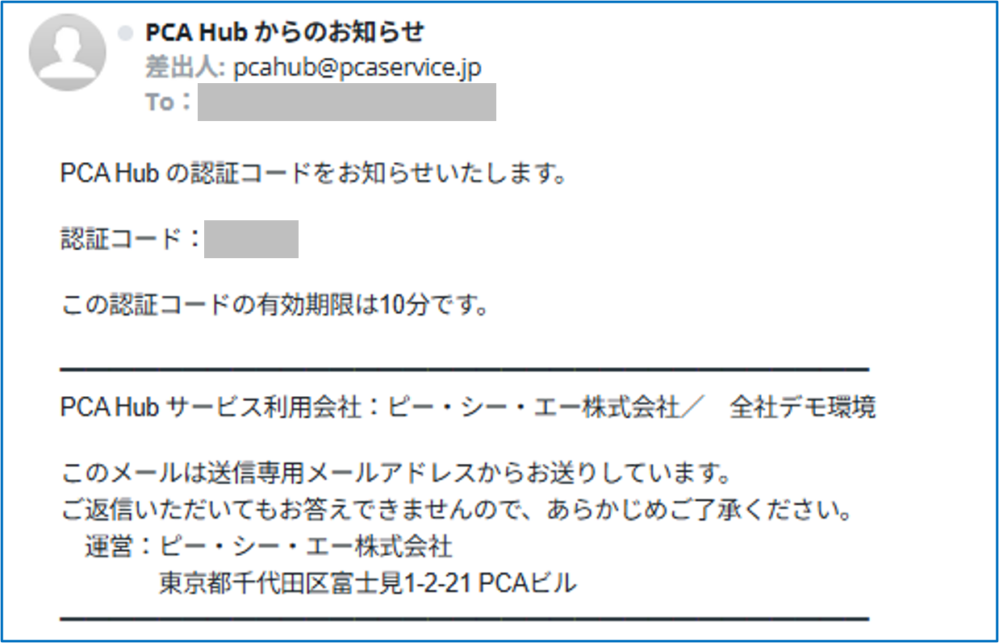 PCA Hub からのお知らせ
差出人: pcahub@pcaservice.jp
To：
PCA Hub の認証コードをお知らせいたします。
認証コード：
この認証コードの有効期限は10分です。
PCA Hub サービス利用会社：ピー・シー・エー株式会社／　全社デモ環境
このメールは送信専用メールアドレスからお送りしています。
ご返信いただいてもお答えできませんので、あらかじめご了承ください。
運営：ピー・シー・エー株式会社
東京都千代田区富士見1-2-21 PCAビル